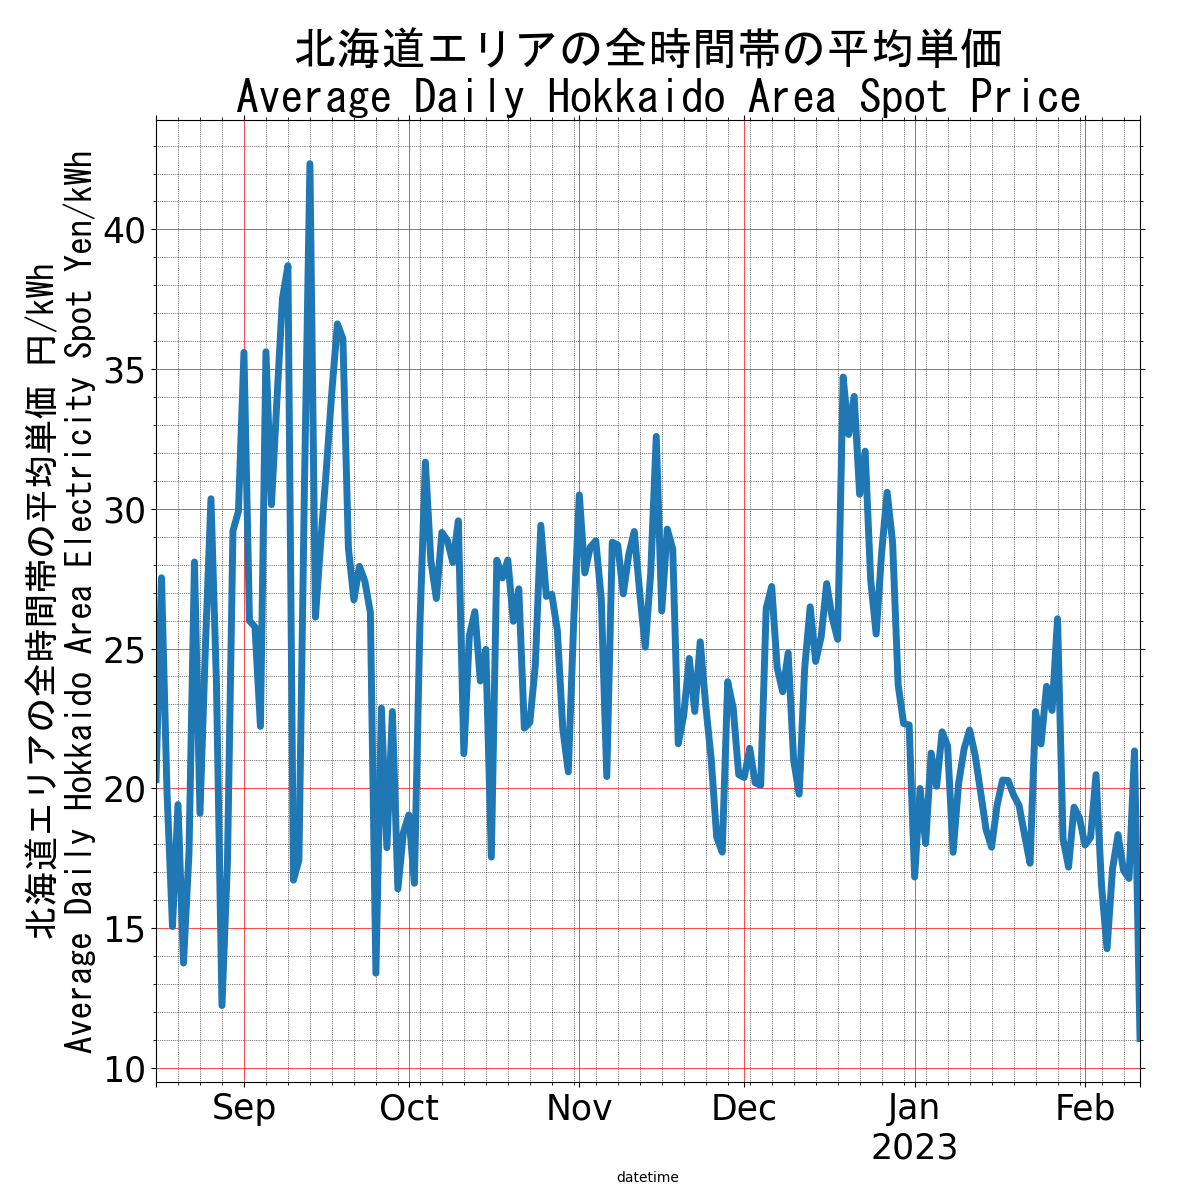 北海道エリアの全時間帯の平均単価
Average Daily Hokkaido Area Spot Price
北海道エリアの全時間帯の平均単価 円/kWh
Average Daily Hokkaido Area Electricity Spot Yen/kWh
40
35
30
25
20
15
10
Sep Oct Nov Dec Jan Feb
2023
datetime